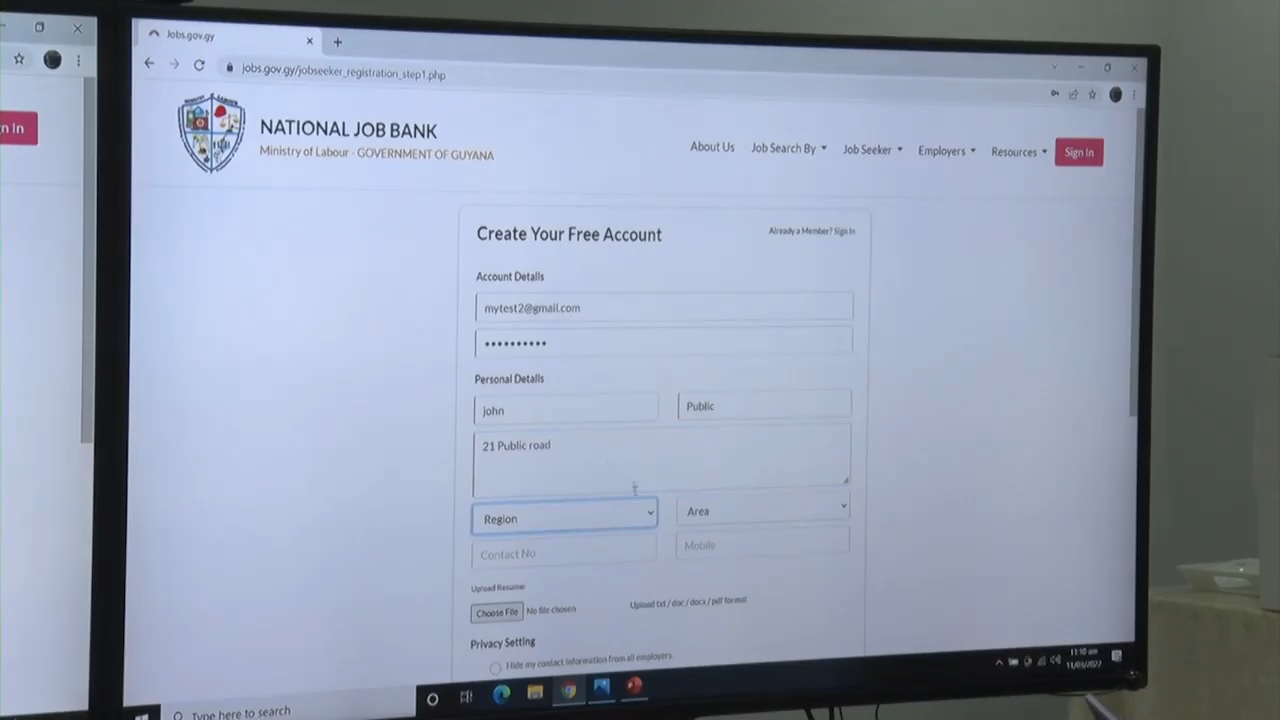 Jobs.gov.gy
jobs.gov.gy/jobseeker_registration_step1.php
n In
NATIONAL JOB BANK
Ministry of Labour - GOVERNMENT OF GUYANA
About Us Job Search By Job Seeker Employers Resources Sign In
Create Your Free Account
Already a Member? Sign In
Account Details
mytest2@gmail.com
Personal Details
john Public
21 Public road
Region Area
Contact No Mobile
Upload Resume:
Choose File No file chosen Upload txt / doc / docx / pdf format
Privacy Setting
Hide my contact information from all employers
11:10 am
11/03/2022
Type here to search